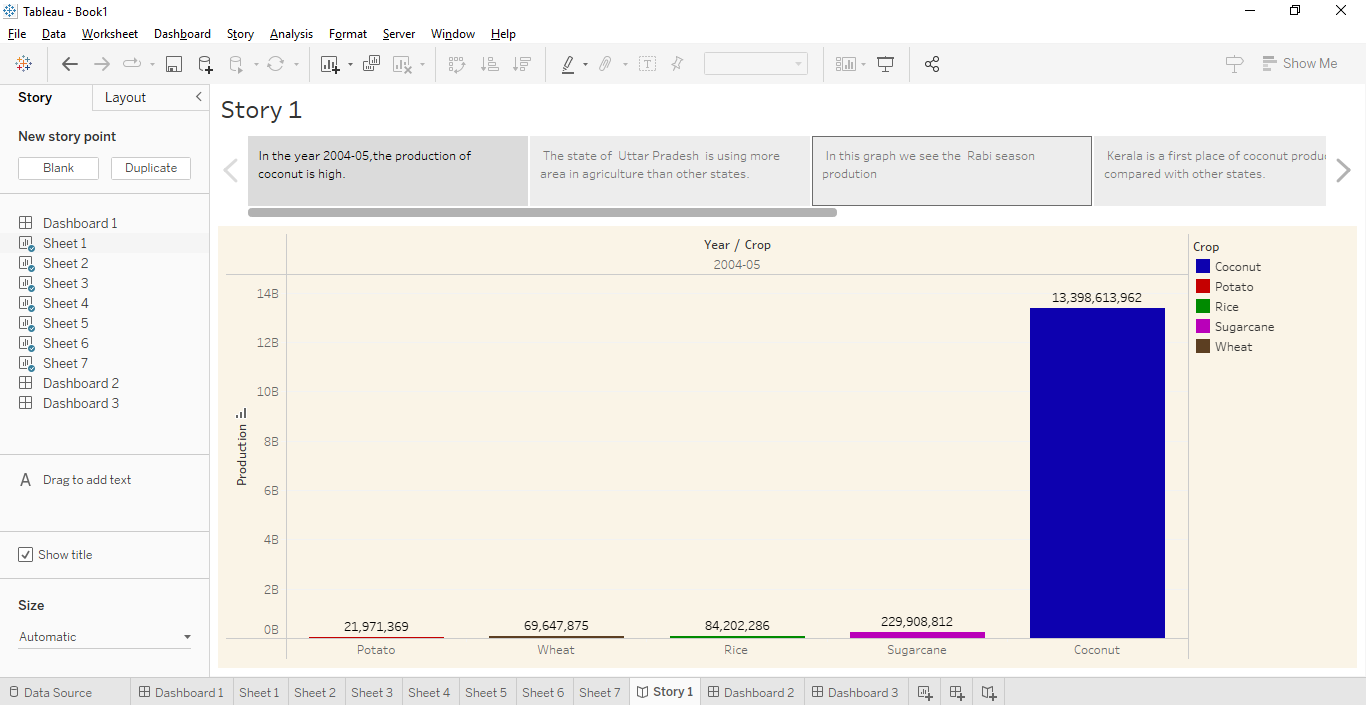 Tableau - Book1
File Data Worksheet Dashboard Story Analysis Format Server Window Help
Show Me
Story Layout
New story point
Blank Duplicate
Dashboard 1
Sheet 1
Sheet 2
Sheet 3
Sheet 4
Sheet 5
Sheet 6
Sheet 7
Dashboard 2
Dashboard 3
A Drag to add text
Show title
Size
Automatic
Story 1
In the year 2004-05,the production of
coconut is high.
The state of Uttar Pradesh is using more
area in agriculture than other states.
In this graph we see the Rabi season
prodution
Kerala is a first place of coconut produ
compared with other states.
Year / Crop
2004-05
Production
14B
12B
10B
8B
6B
4B
2B
0B
21,971,369
69,647,875
84,202,286
229,908,812
13,398,613,962
Potato Wheat Rice Sugarcane Coconut
Crop
Coconut
Potato
Rice
Sugarcane
Wheat
Data Source Dashboard 1 Sheet 1 Sheet 2 Sheet 3 Sheet 4 Sheet 5 Sheet 6 Sheet 7 Story 1 Dashboard 2 Dashboard 3